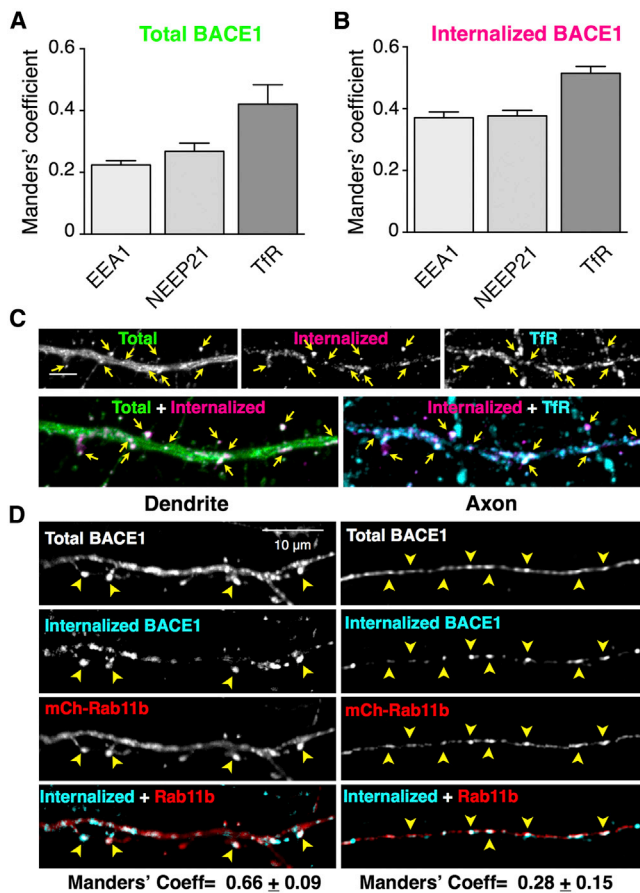 A
Total BACE1
Manders' coefficient
0.6
0.4
0.2
0
EEA1
NEEP21
TfR
B
Internalized BACE1
Manders' coefficient
0.6
0.4
0.2
0
EEA1
NEEP21
TfR
C
Total
Internalized
TfR
Total + Internalized
Internalized + TfR
Dendrite
Axon
D
Total BACE1
10 µm
Total BACE1
Internalized BACE1
Internalized BACE1
mCh-Rab11b
mCh-Rab11b
Internalized + Rab11b
Internalized + Rab11b
Manders' Coeff= 0.66 ± 0.09
Manders' Coeff= 0.28 ± 0.15